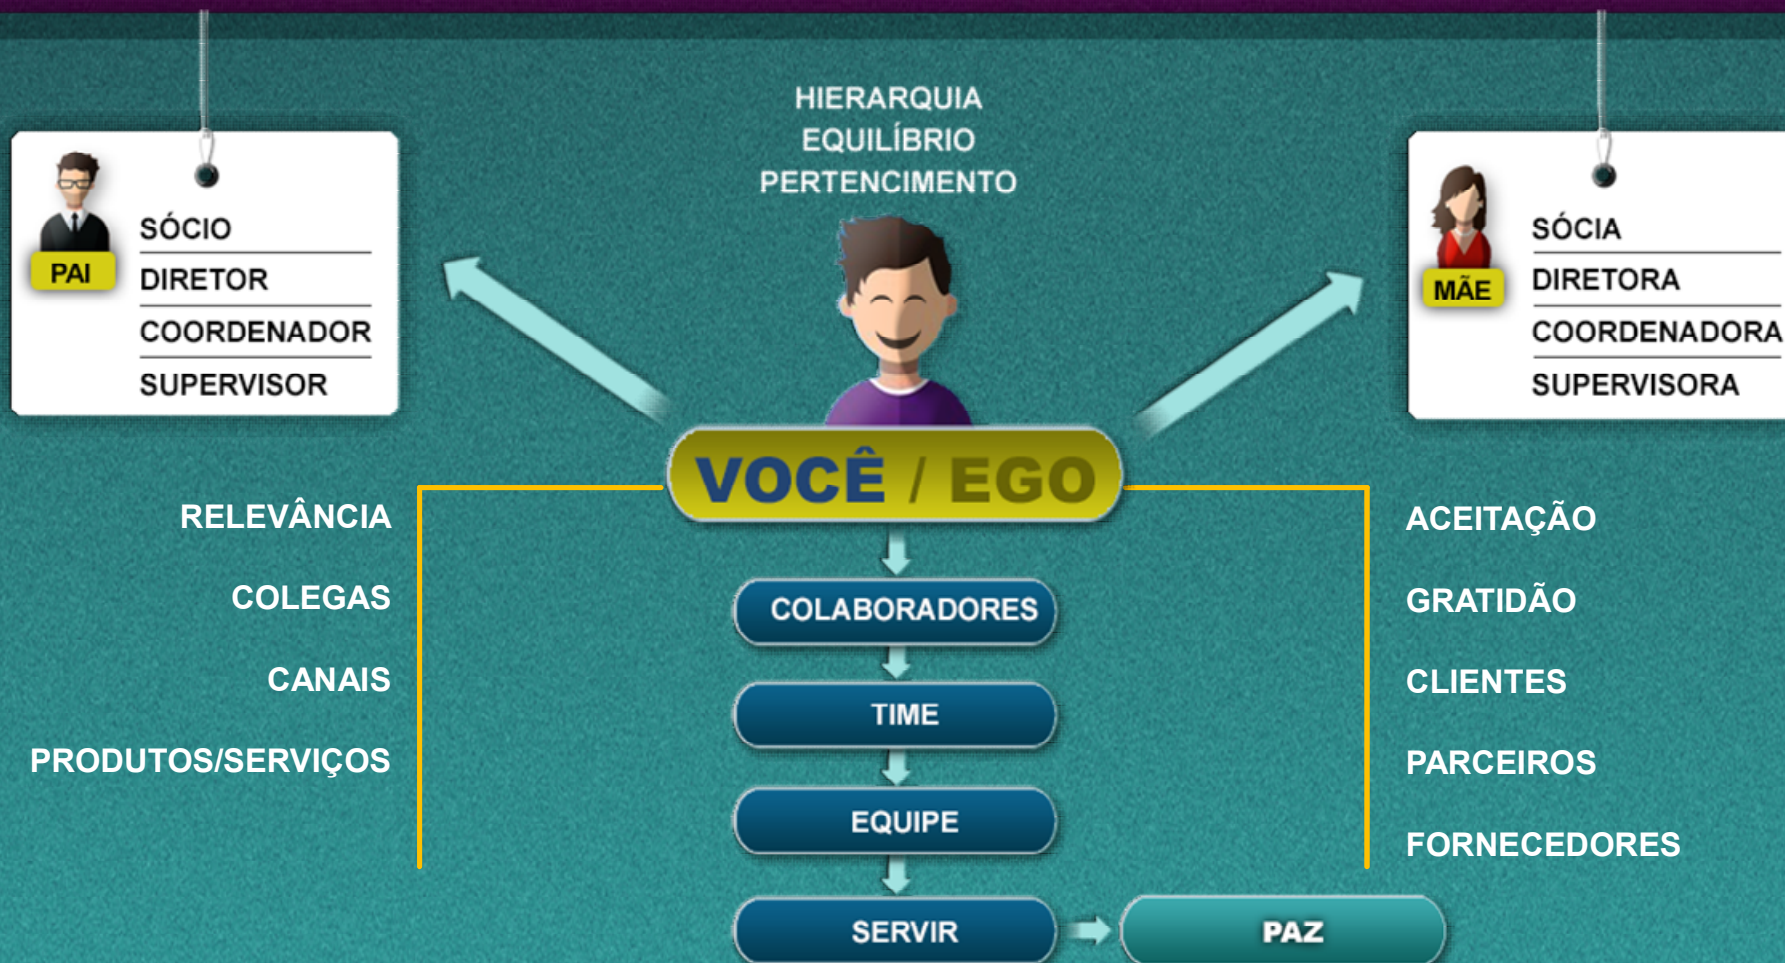 HIERARQUIA
EQUILÍBRIO
PERTENCIMENTO
PAI
SÓCIO
DIRETOR
COORDENADOR
SUPERVISOR
MÃE
SÓCIA
DIRETORA
COORDENADORA
SUPERVISORA
VOCÊ / EGO
RELEVÂNCIA
COLEGAS
CANAIS
PRODUTOS/SERVIÇOS
COLABORADORES
TIME
EQUIPE
SERVIR
PAZ
ACEITAÇÃO
GRATIDÃO
CLIENTES
PARCEIROS
FORNECEDORES